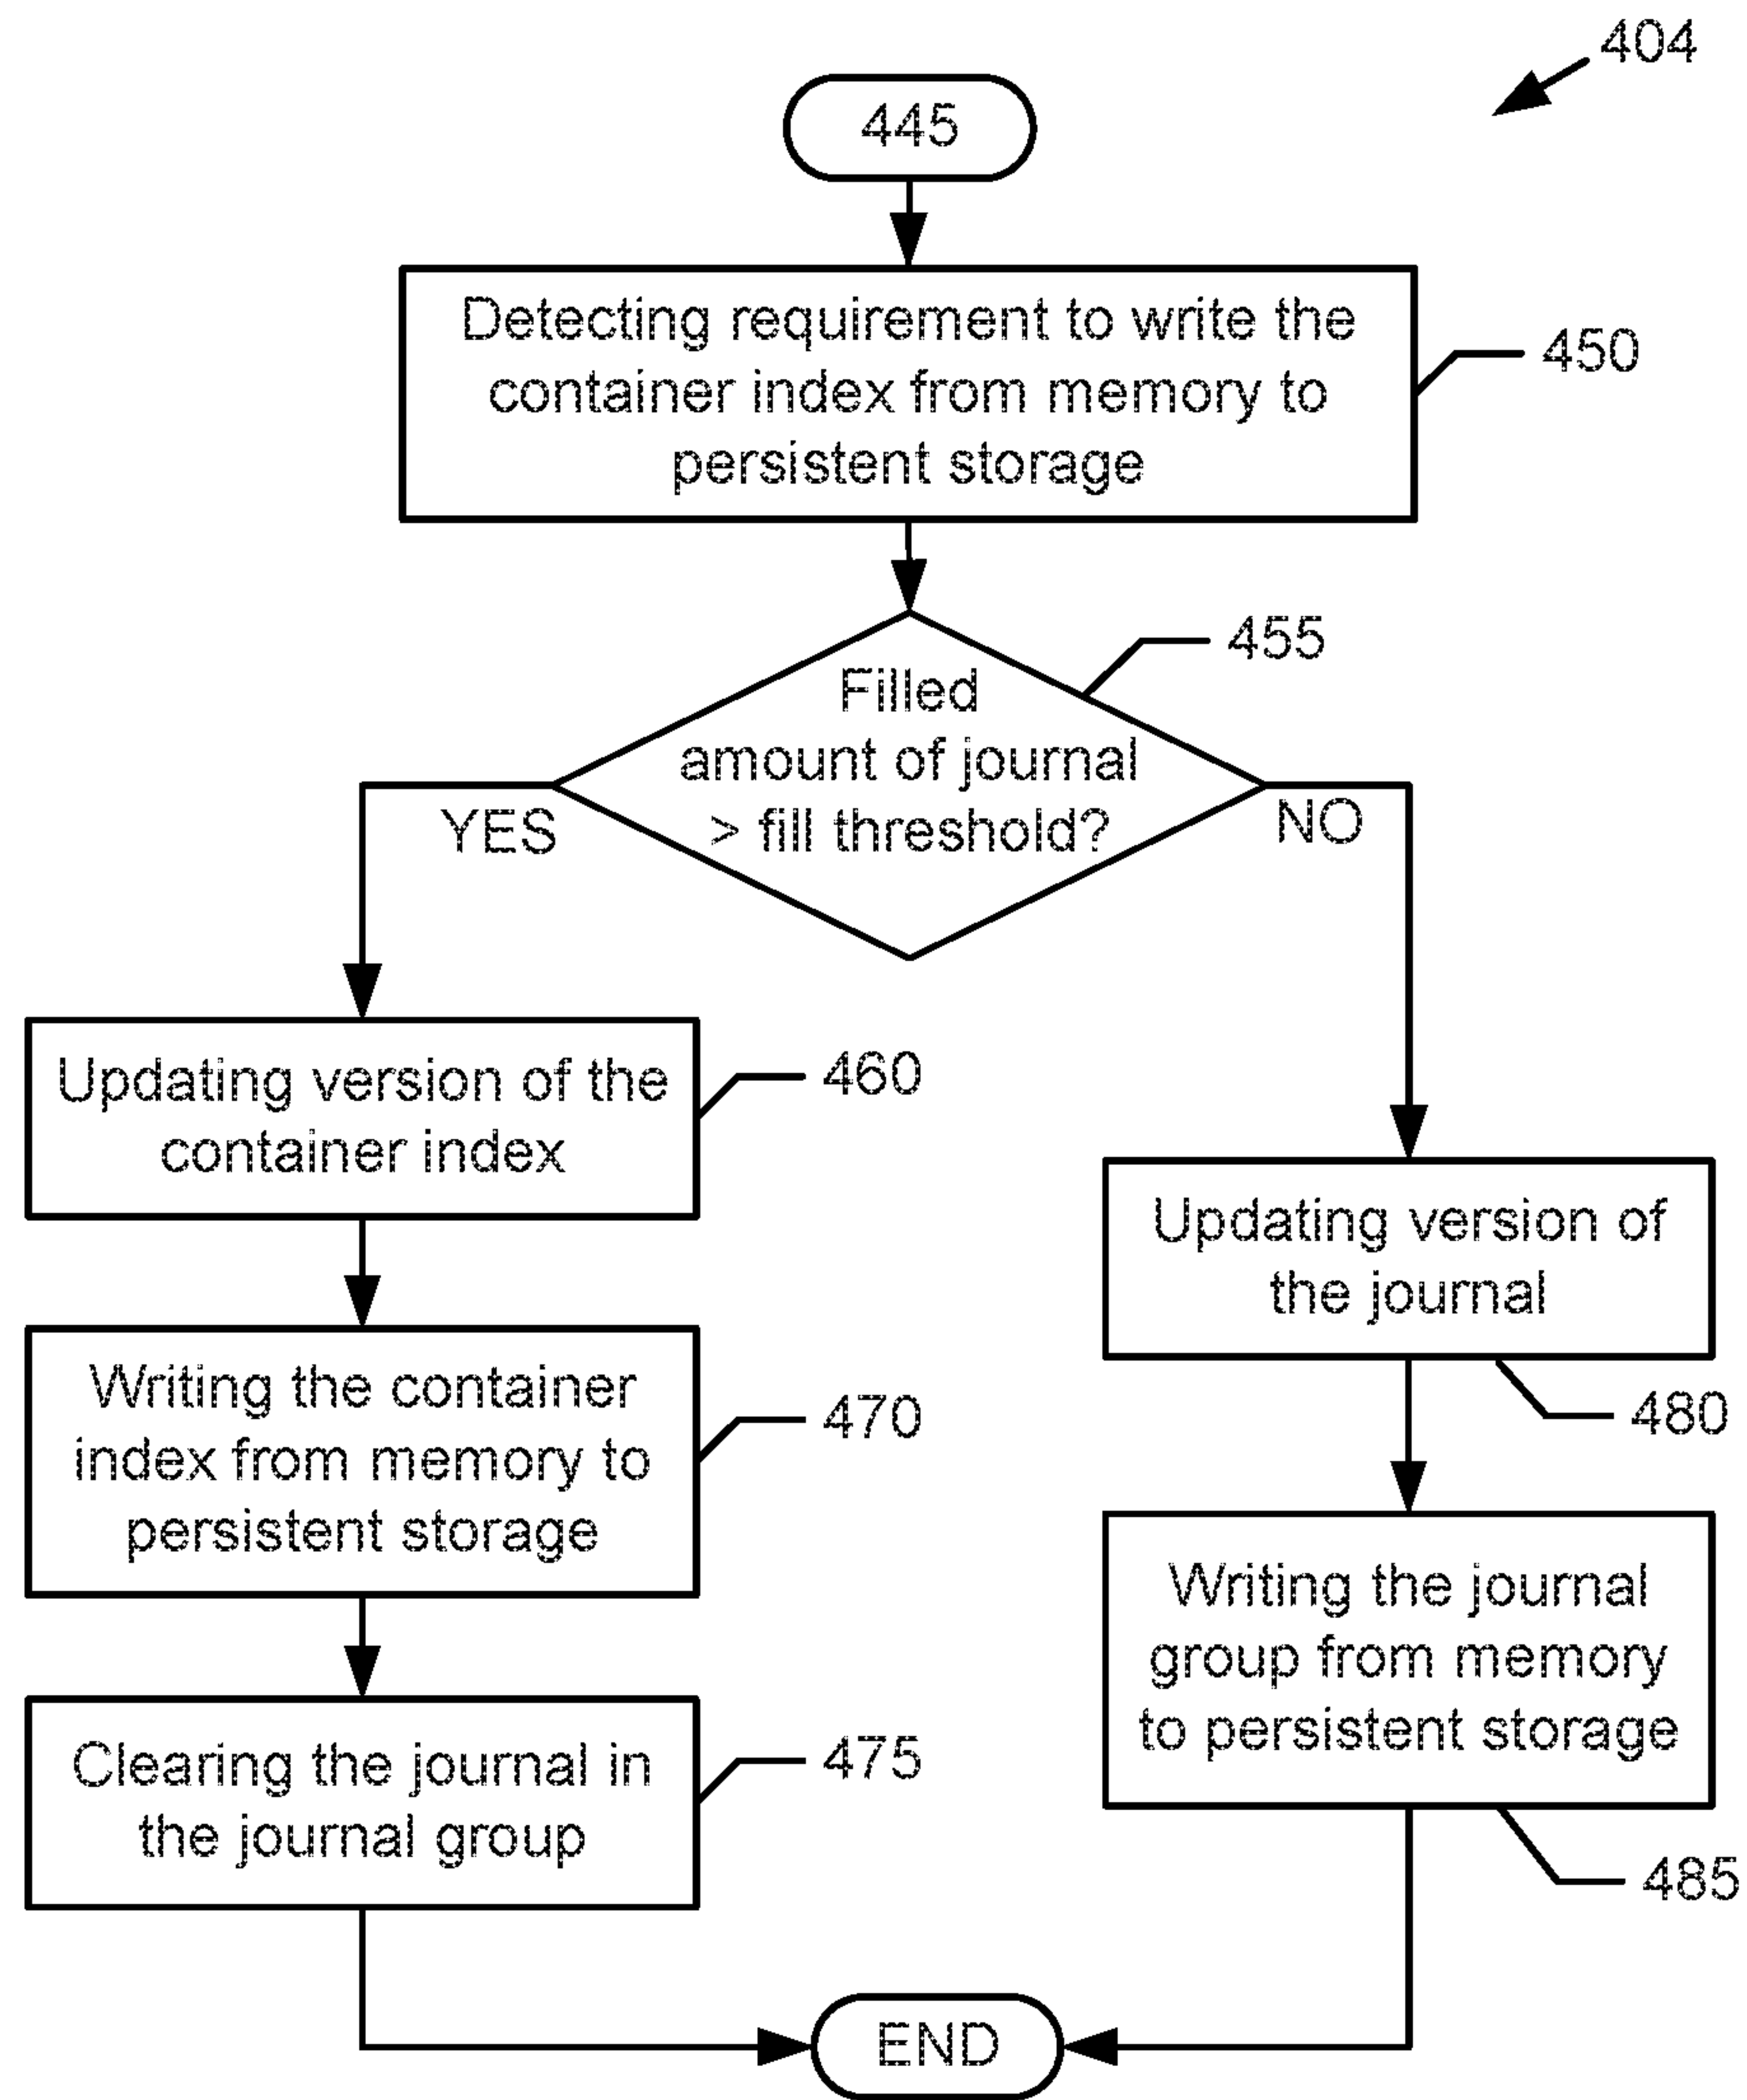 404
445
Detecting requirement to write the
container index from memory to
persistent storage
450
455
Filled
amount of journal
> fill threshold?
YES
NO
Updating version of the
container index
460
Updating version of
the journal
480
Writing the container
index from memory to
persistent storage
470
Writing the journal
group from memory
to persistent storage
485
Clearing the journal in
the journal group
475
END